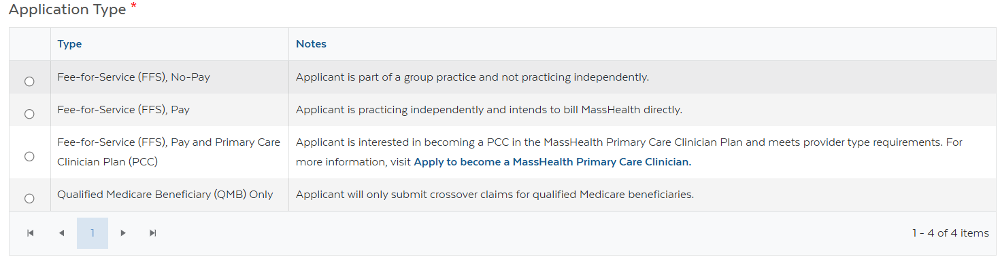 Application Type *
Type Notes
Fee-for-Service (FFS), No-Pay Applicant is part of a group practice and not practicing independently.
Fee-for-Service (FFS), Pay Applicant is practicing independently and intends to bill MassHealth directly.
Fee-for-Service (FFS), Pay and Primary Care Applicant is interested in becoming a PCC in the MassHealth Primary Care Clinician Plan and meets provider type requirements. For
Clinician Plan (PCC) more information, visit Apply to become a MassHealth Primary Care Clinician.
Qualified Medicare Beneficiary (QMB) Only Applicant will only submit crossover claims for qualified Medicare beneficiaries.
1 1 - 4 of 4 items